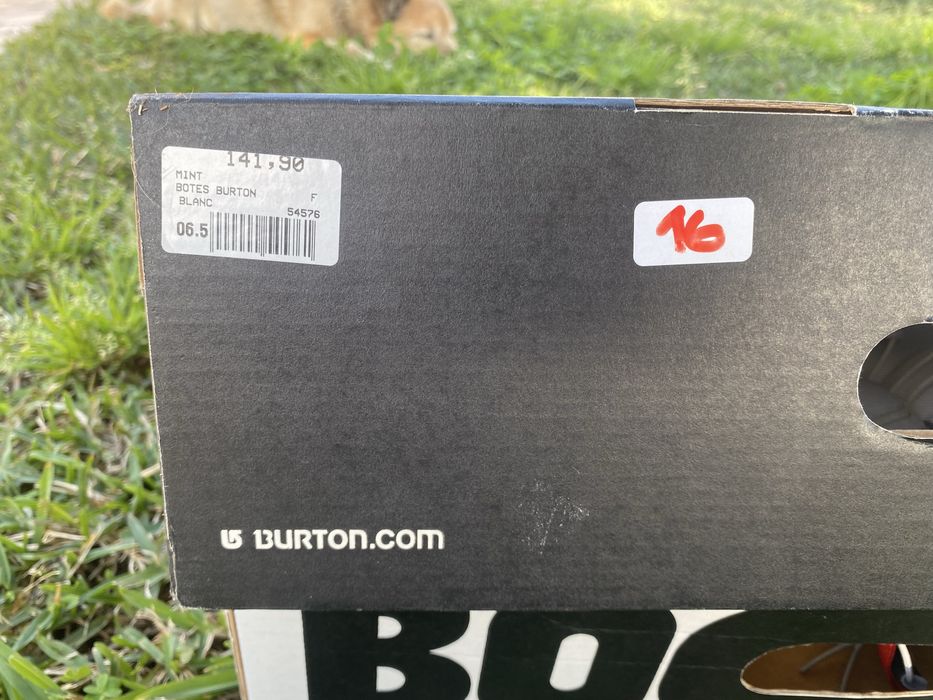 141,90
MINT
BOTES BURTON F
BLANC 54576
06.5
16
BURTON.COM
BO